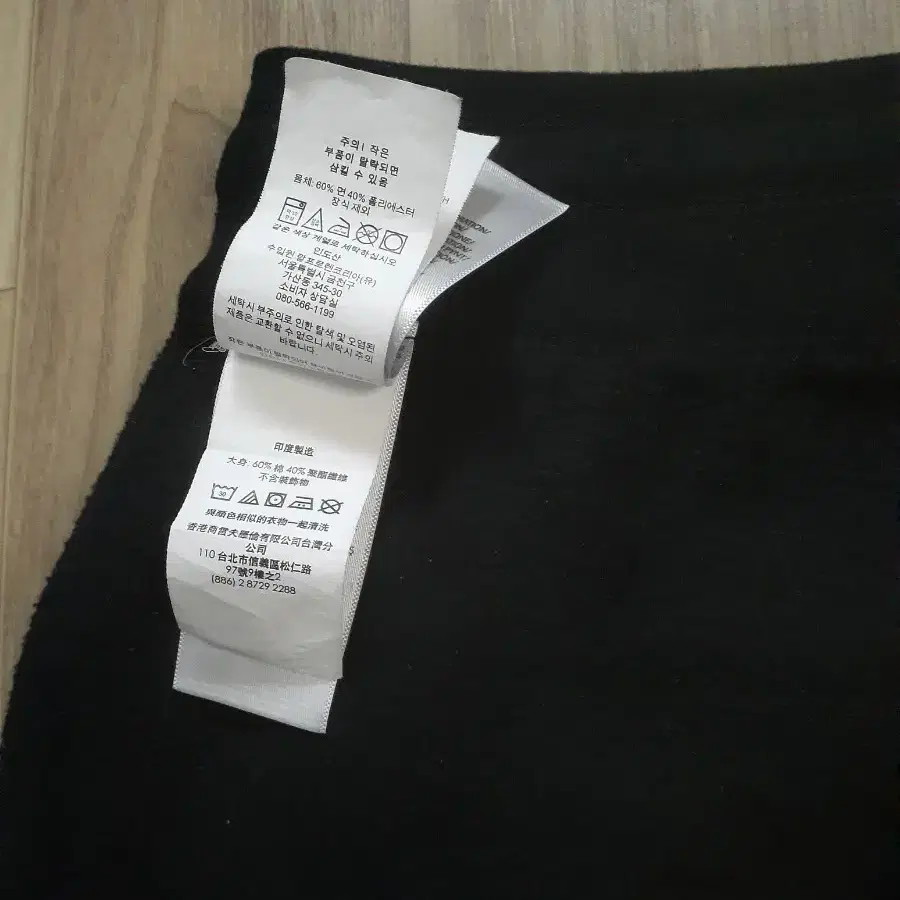 주의! 작은
부품이 탈락되면
삼킬 수 있음
몸체: 60% 면 40% 폴리에스터
장식 제외
같은 색상 계열로 세탁하십시오
인도산
수입원 랄프로렌코리아(유)
서울특별시 금천구
가산동 345-30
소비자 상담실
080-566-1199
세탁시 부주의로 인한 탈색 및 오염된
제품은 교환할 수 없으니 세탁시 주의
바랍니다.
印度製造
大身: 60% 棉 40% 聚酯纖維
不含裝飾物
30
與顏色相似的衣物一起清洗
香港商雷夫羅倫有限公司台灣分
公司
110 台北市信義區松仁路
97號9樓之2
(886) 2 8729 2288